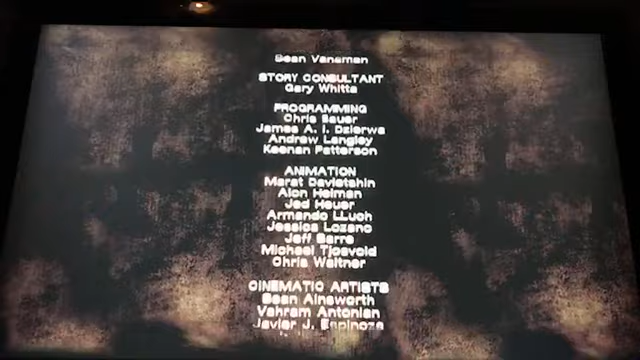 Sean Vanaman
STORY CONSULTANT
Gary Whitta
PROGRAMMING
Chris Bauer
James A. I. Dzierwa
Andrew Langley
Keenan Patterson
ANIMATION
Marat Davletshin
Alon Helman
Jed Heuer
Armando LLuch
Jessica Lozano
Jeff Sarre
Michael Tjosvold
Chris Waltner
CINEMATIC ARTISTS
Sean Ainsworth
Vahram Antonian
Javier J. Espinoza